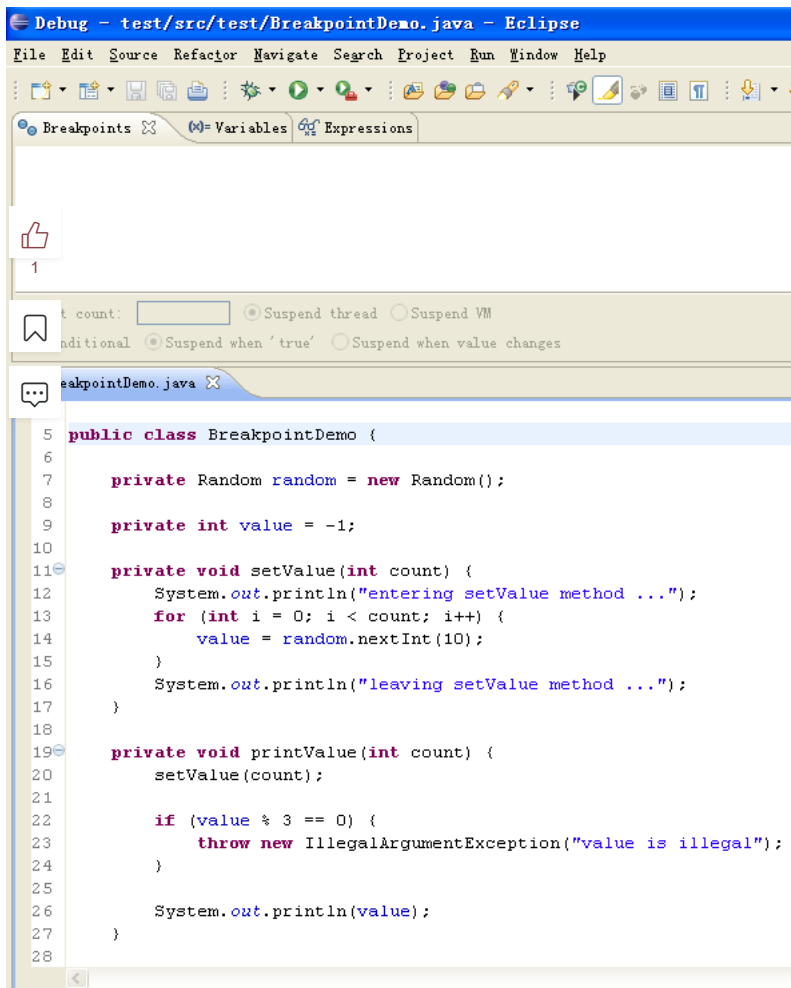 Debug - test/src/test/BreakpointDemo.java - Eclipse
File Edit Source Refactor Navigate Search Project Run Window Help
Breakpoints (x)= Variables Expressions
1
t count: Suspend thread Suspend VM
nditional Suspend when 'true' Suspend when value changes
eakpointDemo.java
5 public class BreakpointDemo {
6
7 private Random random = new Random();
8
9 private int value = -1;
10
11 private void setValue(int count) {
12 System.out.println("entering setValue method ...");
13 for (int i = 0; i < count; i++) {
14 value = random.nextInt(10);
15 }
16 System.out.println("leaving setValue method ...");
17 }
18
19 private void printValue(int count) {
20 setValue(count);
21
22 if (value % 3 == 0) {
23 throw new IllegalArgumentException("value is illegal");
24 }
25
26 System.out.println(value);
27 }
28